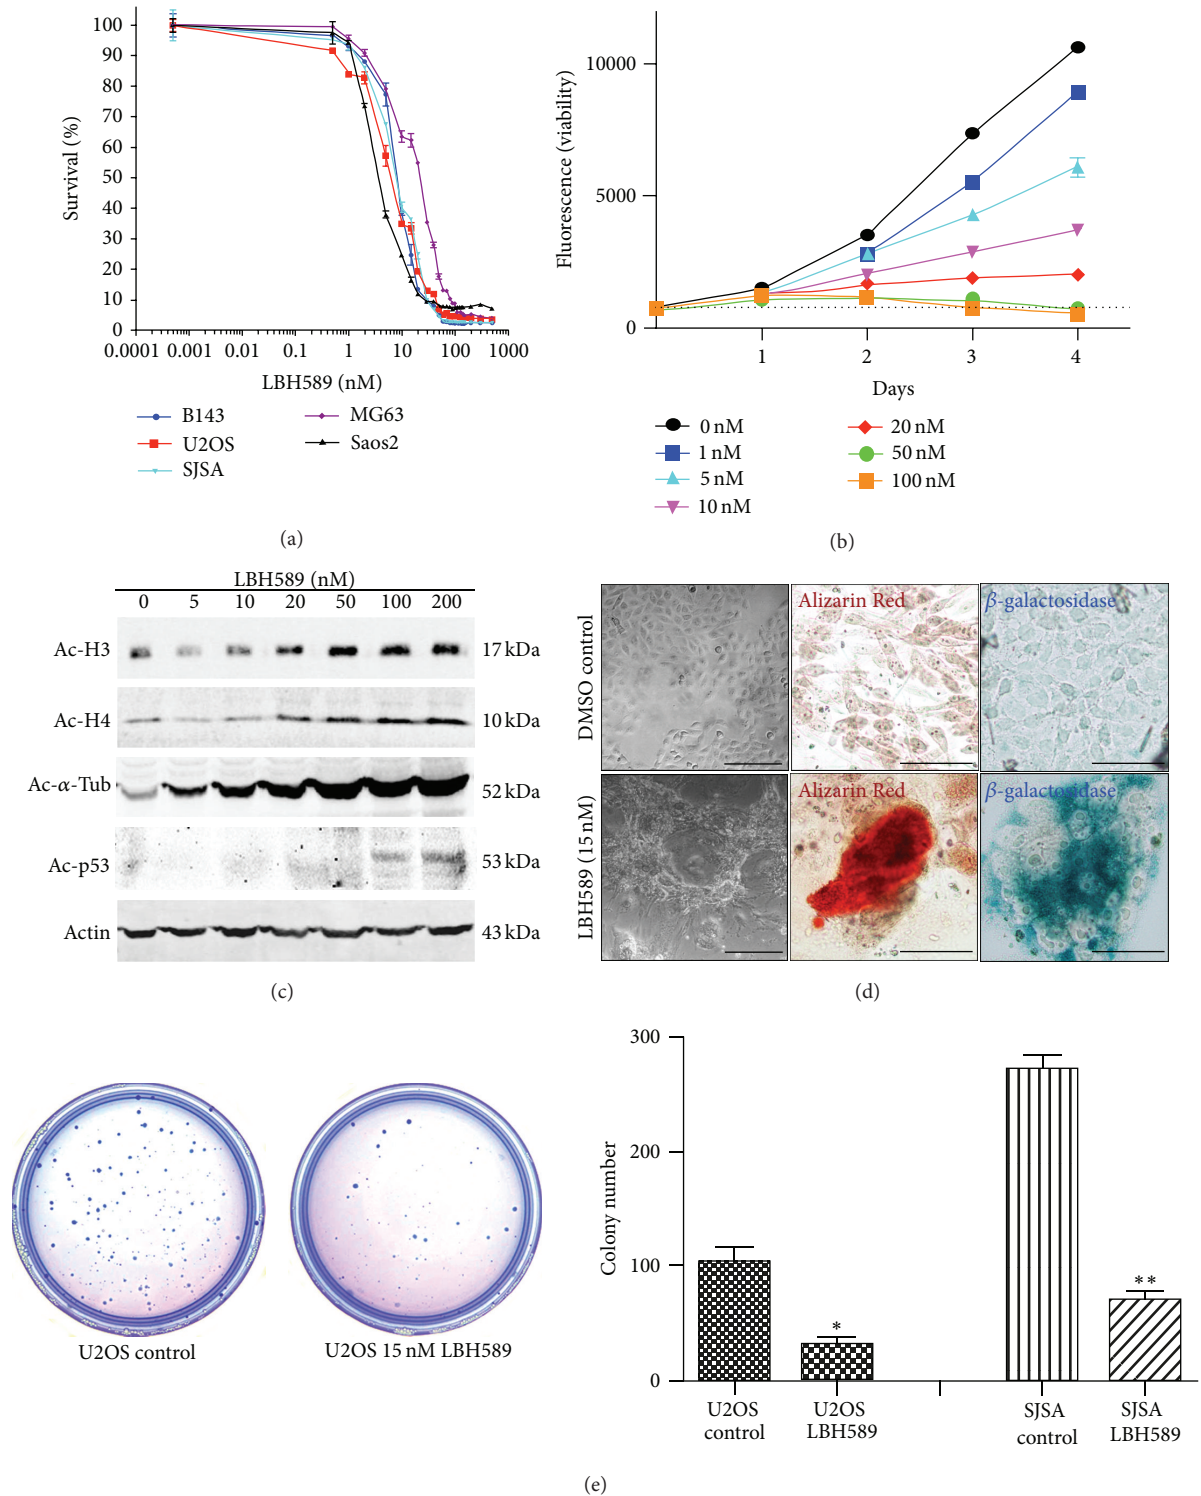 100
90
80
70
60
50
40
30
20
10
0
Survival (%)
0.0001 0.001 0.01 0.1 1 10 100 1000
LBH589 (nM)
B143
U2OS
SJSA
MG63
Saos2
(a)
10000
5000
0
Fluorescence (viability)
1 2 3 4
Days
0 nM
1 nM
5 nM
10 nM
20 nM
50 nM
100 nM
(b)
LBH589 (nM)
0 5 10 20 50 100 200
Ac-H3 17 kDa
Ac-H4 10 kDa
Ac-α-Tub 52 kDa
Ac-p53 53 kDa
Actin 43 kDa
(c)
DMSO control
Alizarin Red
β-galactosidase
LBH589 (15 nM)
Alizarin Red
β-galactosidase
(d)
U2OS control
U2OS 15 nM LBH589
300
200
100
0
Colony number
*
**
U2OS
control
U2OS
LBH589
SJSA
control
SJSA
LBH589
(e)